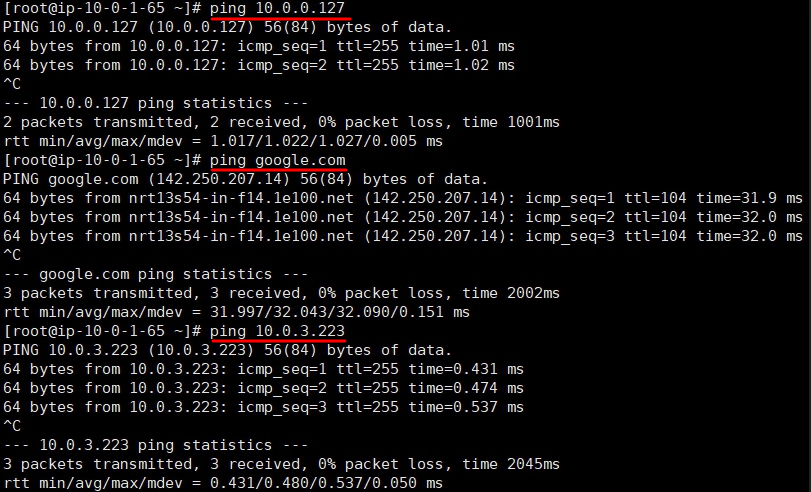 [root@ip-10-0-1-65 ~]# ping 10.0.0.127
PING 10.0.0.127 (10.0.0.127) 56(84) bytes of data.
64 bytes from 10.0.0.127: icmp_seq=1 ttl=255 time=1.01 ms
64 bytes from 10.0.0.127: icmp_seq=2 ttl=255 time=1.02 ms
^C
--- 10.0.0.127 ping statistics ---
2 packets transmitted, 2 received, 0% packet loss, time 1001ms
rtt min/avg/max/mdev = 1.017/1.022/1.027/0.005 ms
[root@ip-10-0-1-65 ~]# ping google.com
PING google.com (142.250.207.14) 56(84) bytes of data.
64 bytes from nrt13s54-in-f14.1e100.net (142.250.207.14): icmp_seq=1 ttl=104 time=31.9 ms
64 bytes from nrt13s54-in-f14.1e100.net (142.250.207.14): icmp_seq=2 ttl=104 time=32.0 ms
64 bytes from nrt13s54-in-f14.1e100.net (142.250.207.14): icmp_seq=3 ttl=104 time=32.0 ms
^C
--- google.com ping statistics ---
3 packets transmitted, 3 received, 0% packet loss, time 2002ms
rtt min/avg/max/mdev = 31.997/32.043/32.090/0.151 ms
[root@ip-10-0-1-65 ~]# ping 10.0.3.223
PING 10.0.3.223 (10.0.3.223) 56(84) bytes of data.
64 bytes from 10.0.3.223: icmp_seq=1 ttl=255 time=0.431 ms
64 bytes from 10.0.3.223: icmp_seq=2 ttl=255 time=0.474 ms
64 bytes from 10.0.3.223: icmp_seq=3 ttl=255 time=0.537 ms
^C
--- 10.0.3.223 ping statistics ---
3 packets transmitted, 3 received, 0% packet loss, time 2045ms
rtt min/avg/max/mdev = 0.431/0.480/0.537/0.050 ms